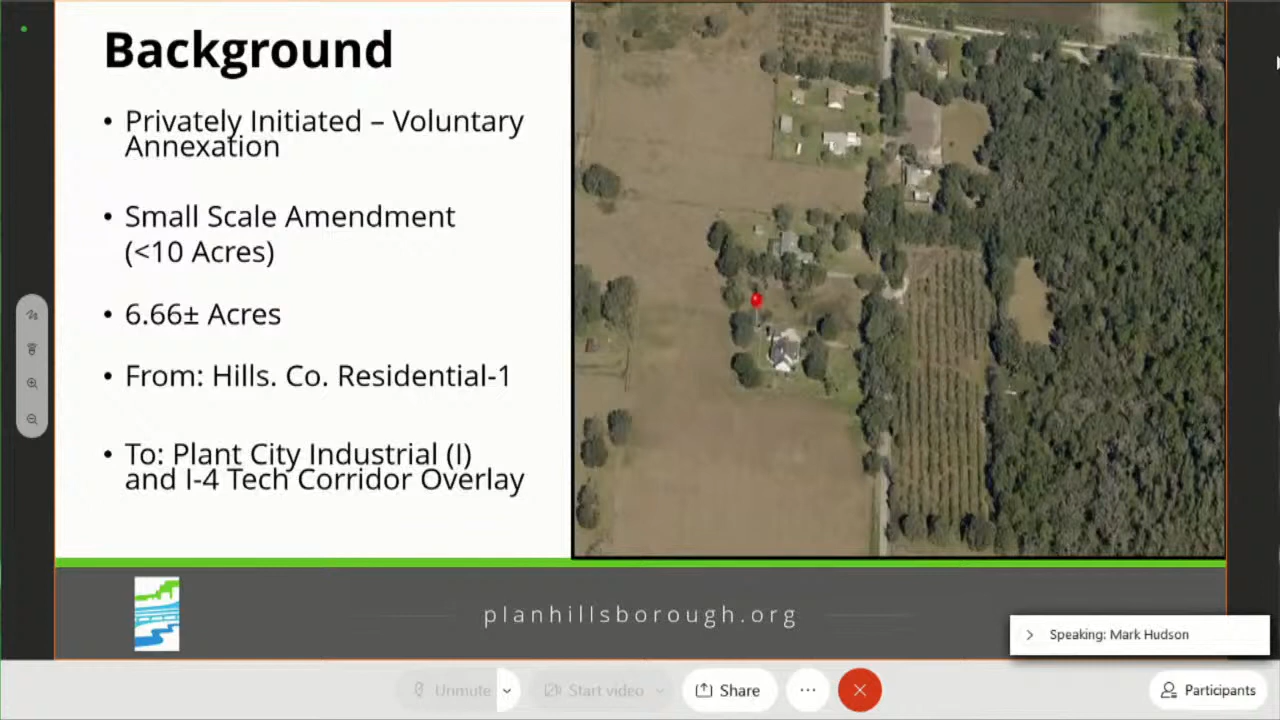 Background
• Privately Initiated – Voluntary
Annexation
• Small Scale Amendment
(<10 Acres)
• 6.66± Acres
• From: Hills. Co. Residential-1
• To: Plant City Industrial (I)
and I-4 Tech Corridor Overlay
planhillsborough.org
Speaking: Mark Hudson
Unmute
Start video
Share
Participants